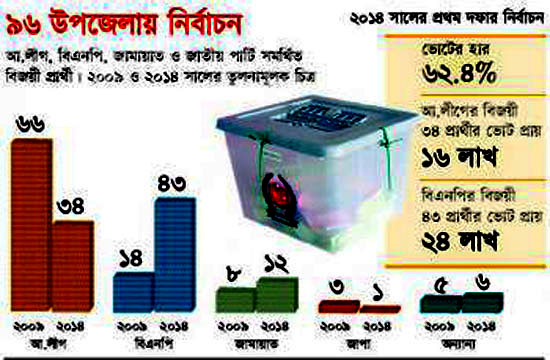 ৯৬ উপজেলায় নির্বাচন
আ.লীগ, বিএনপি, জামায়াত ও জাতীয় পার্টি সমর্থিত
বিজয়ী প্রার্থী। ২০০৯ ও ২০১৪ সালের তুলনামূলক চিত্র
২০১৪ সালের প্রথম দফার নির্বাচন
ভোটের হার
৬২.৪%
আ.লীগের বিজয়ী
৩৪ প্রার্থীর ভোট প্রায়
১৬ লাখ
বিএনপির বিজয়ী
৪৩ প্রার্থীর ভোট প্রায়
২৪ লাখ
৬৬ ৩৪ ১৪ ৪৩ ৮ ১২ ৩ ১ ৫ ৬
২০০৯ ২০১৪ ২০০৯ ২০১৪ ২০০৯ ২০১৪ ২০০৯ ২০১৪ ২০০৯ ২০১৪
আ.লীগ বিএনপি জামায়াত জাপা অন্যান্য